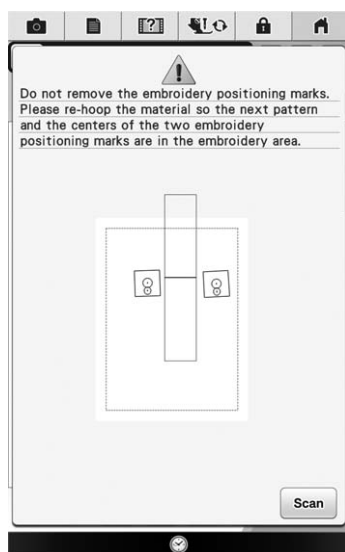 Do not remove the embroidery positioning marks.
Please re-hoop the material so the next pattern
and the centers of the two embroidery
positioning marks are in the embroidery area.
Scan